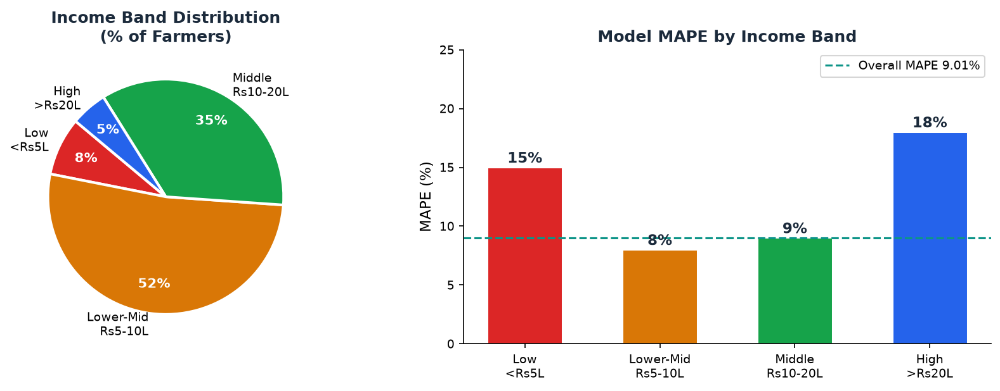 Income Band Distribution
(% of Farmers)
Middle
Rs10-20L
High
>Rs20L
Low
<Rs5L
35%
5%
8%
52%
Lower-Mid
Rs5-10L
Model MAPE by Income Band
Overall MAPE 9.01%
MAPE (%)
25
20
15
10
5
0
15%
8%
9%
18%
Low
<Rs5L
Lower-Mid
Rs5-10L
Middle
Rs10-20L
High
>Rs20L